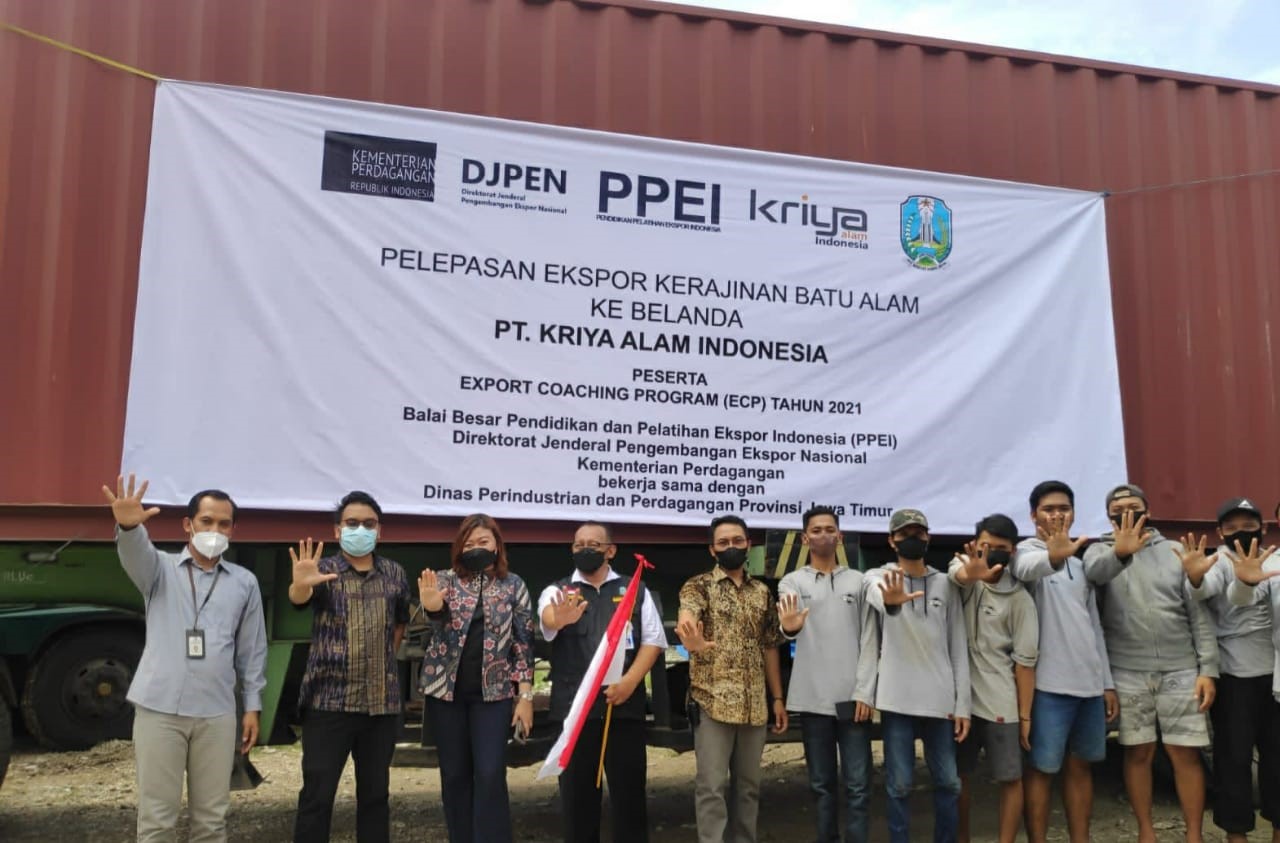 KEMENTERIAN
PERDAGANGAN
REPUBLIK INDONESIA
DJPEN
Direktorat Jenderal
Pengembangan Ekspor Nasional
PPEI
PENDIDIKAN PELATIHAN EKSPOR INDONESIA
kriya
alam
Indonesia
PELEPASAN EKSPOR KERAJINAN BATU ALAM
KE BELANDA
PT. KRIYA ALAM INDONESIA
PESERTA
EXPORT COACHING PROGRAM (ECP) TAHUN 2021
Balai Besar Pendidikan dan Pelatihan Ekspor Indonesia (PPEI)
Direktorat Jenderal Pengembangan Ekspor Nasional
Kementerian Perdagangan
bekerja sama dengan
Dinas Perindustrian dan Perdagangan Provinsi Jawa Timur